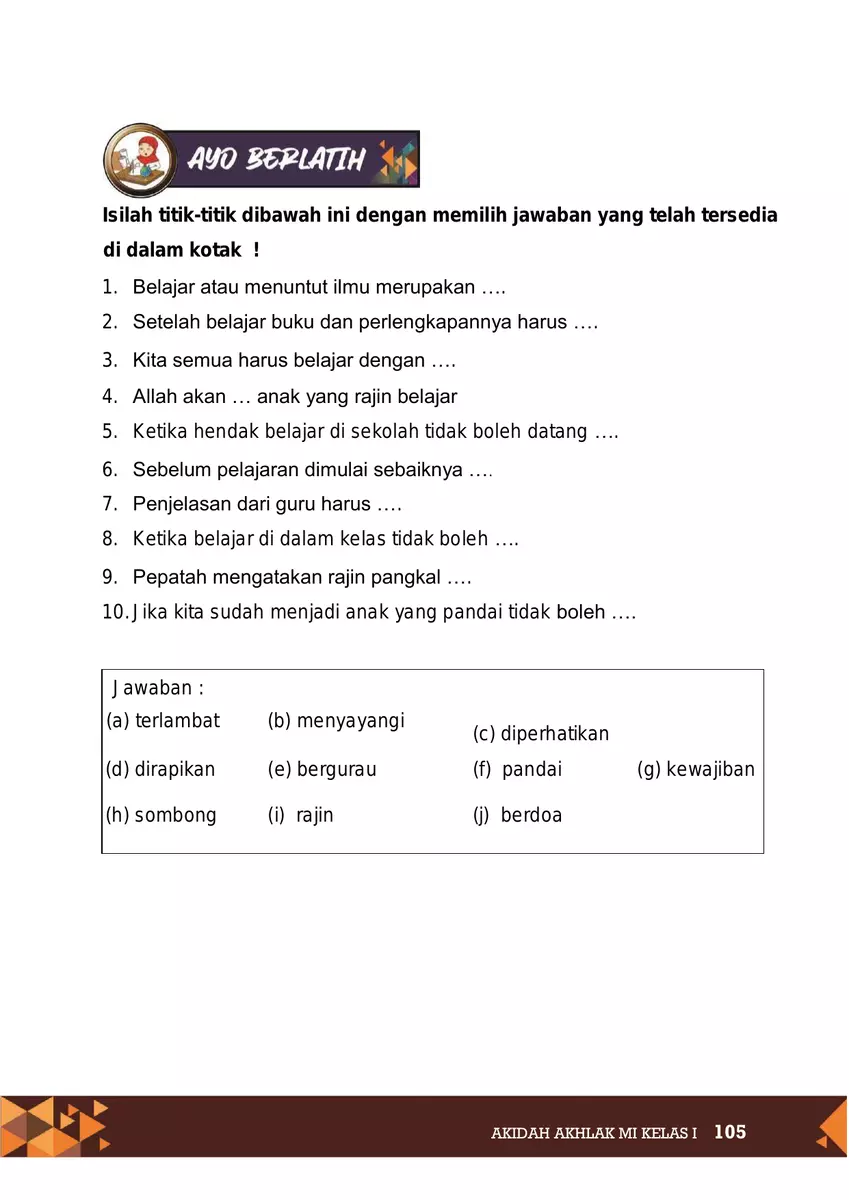 AYO BERLATIH
Isilah titik-titik dibawah ini dengan memilih jawaban yang telah tersedia
di dalam kotak !
1. Belajar atau menuntut ilmu merupakan ….
2. Setelah belajar buku dan perlengkapannya harus ….
3. Kita semua harus belajar dengan ….
4. Allah akan … anak yang rajin belajar
5. Ketika hendak belajar di sekolah tidak boleh datang ….
6. Sebelum pelajaran dimulai sebaiknya ….
7. Penjelasan dari guru harus ….
8. Ketika belajar di dalam kelas tidak boleh ….
9. Pepatah mengatakan rajin pangkal ….
10. Jika kita sudah menjadi anak yang pandai tidak boleh ….
Jawaban :
(a) terlambat (b) menyayangi (c) diperhatikan
(d) dirapikan (e) bergurau (f) pandai (g) kewajiban
(h) sombong (i) rajin (j) berdoa
AKIDAH AKHLAK MI KELAS I 105